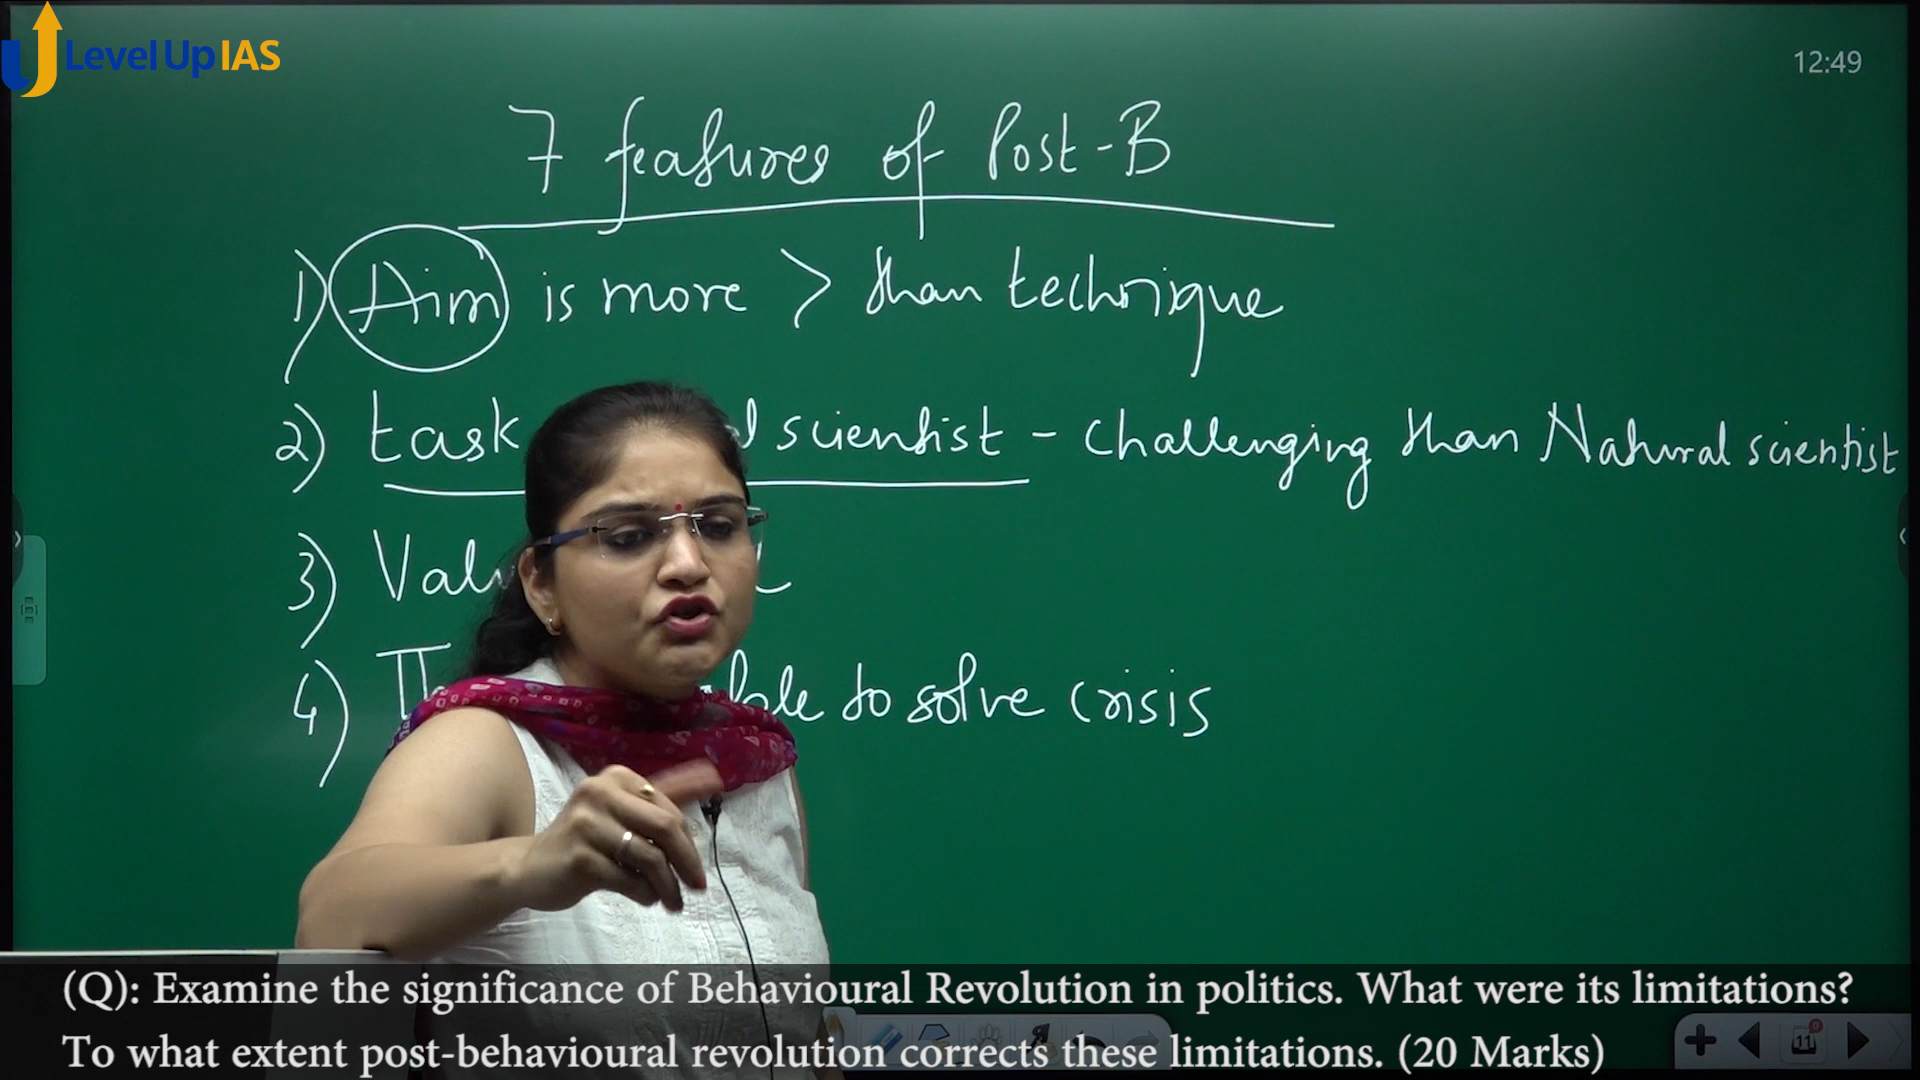 Level Up IAS
12:49
7 features of Post-B
1) Aim is more > than technique
2) task scientist - challenging than Natural scientist
3)
4) to solve crisis
(Q): Examine the significance of Behavioural Revolution in politics. What were its limitations?
To what extent post-behavioural revolution corrects these limitations. (20 Marks)
11